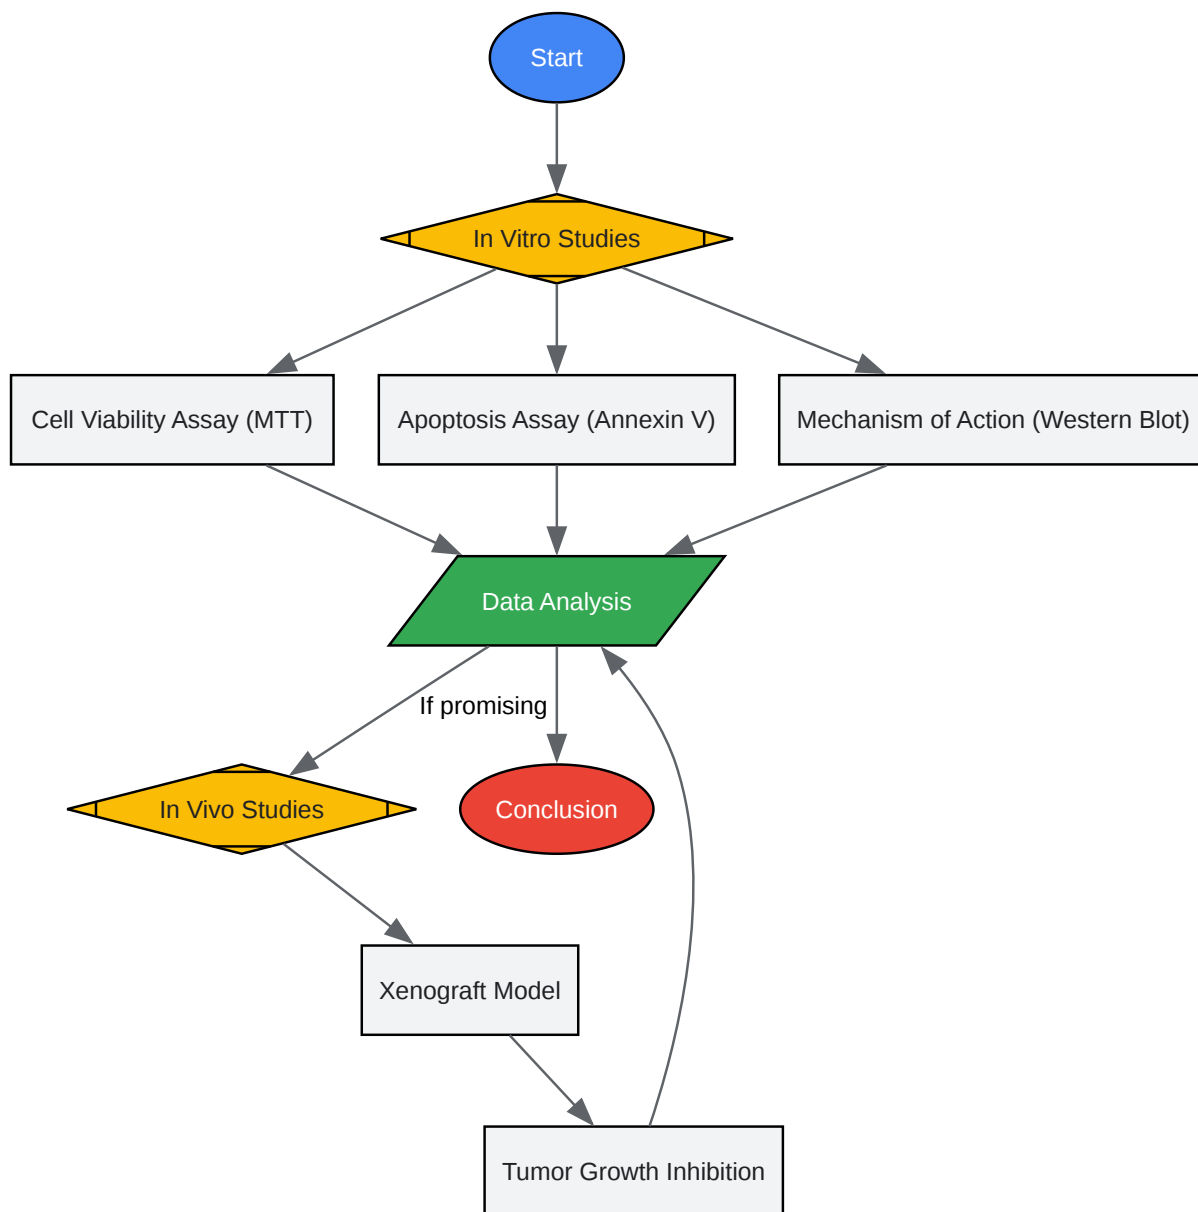 Start
In Vitro Studies
Cell Viability Assay (MTT)
Apoptosis Assay (Annexin V)
Mechanism of Action (Western Blot)
Data Analysis
If promising
In Vivo Studies
Conclusion
Xenograft Model
Tumor Growth Inhibition